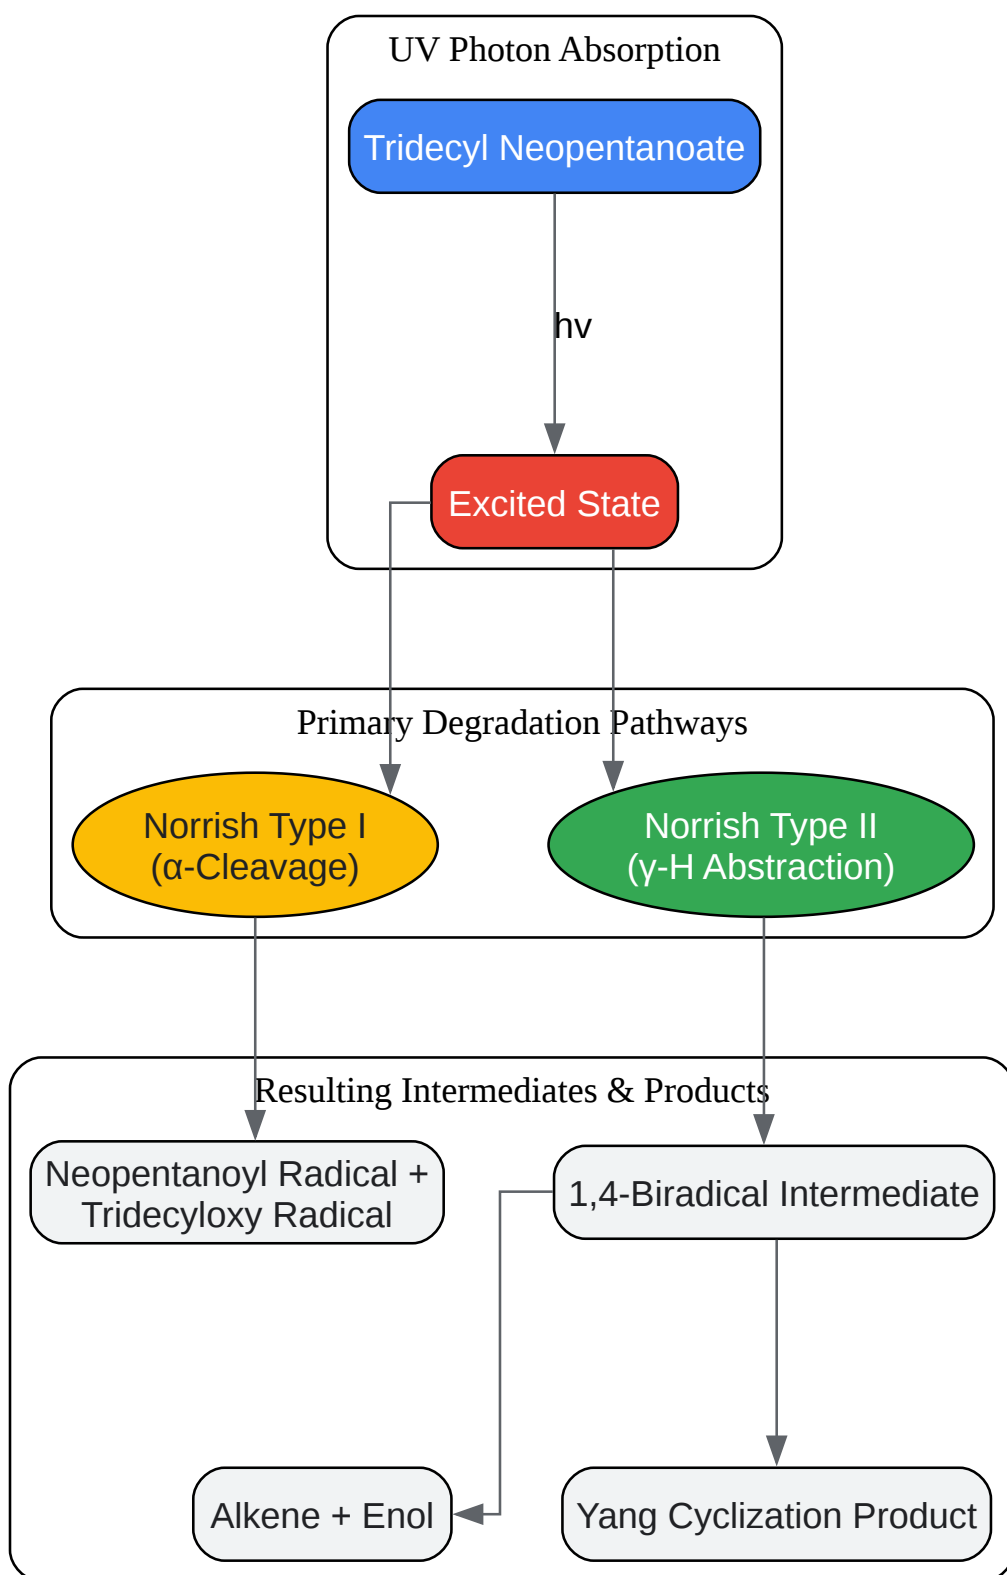 UV Photon Absorption
Tridecyl Neopentanoate
hv
Excited State
Primary Degradation Pathways
Norrish Type I
(α-Cleavage)
Norrish Type II
(γ-H Abstraction)
Resulting Intermediates & Products
Neopentanoyl Radical +
Tridecyloxy Radical
1,4-Biradical Intermediate
Alkene + Enol
Yang Cyclization Product